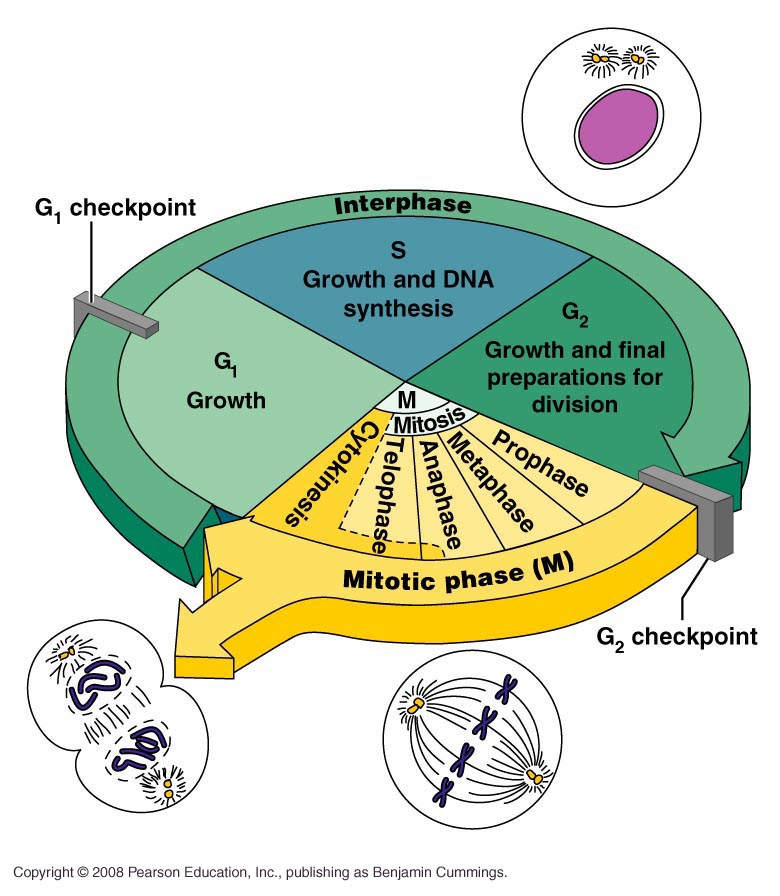 G₁ checkpoint
Interphase
S
Growth and DNA
synthesis
G₁
Growth
G₂
Growth and final
preparations for
division
M
Mitosis
Cytokinesis
Telophase
Anaphase
Metaphase
Prophase
Mitotic phase (M)
G₂ checkpoint
Copyright © 2008 Pearson Education, Inc., publishing as Benjamin Cummings.